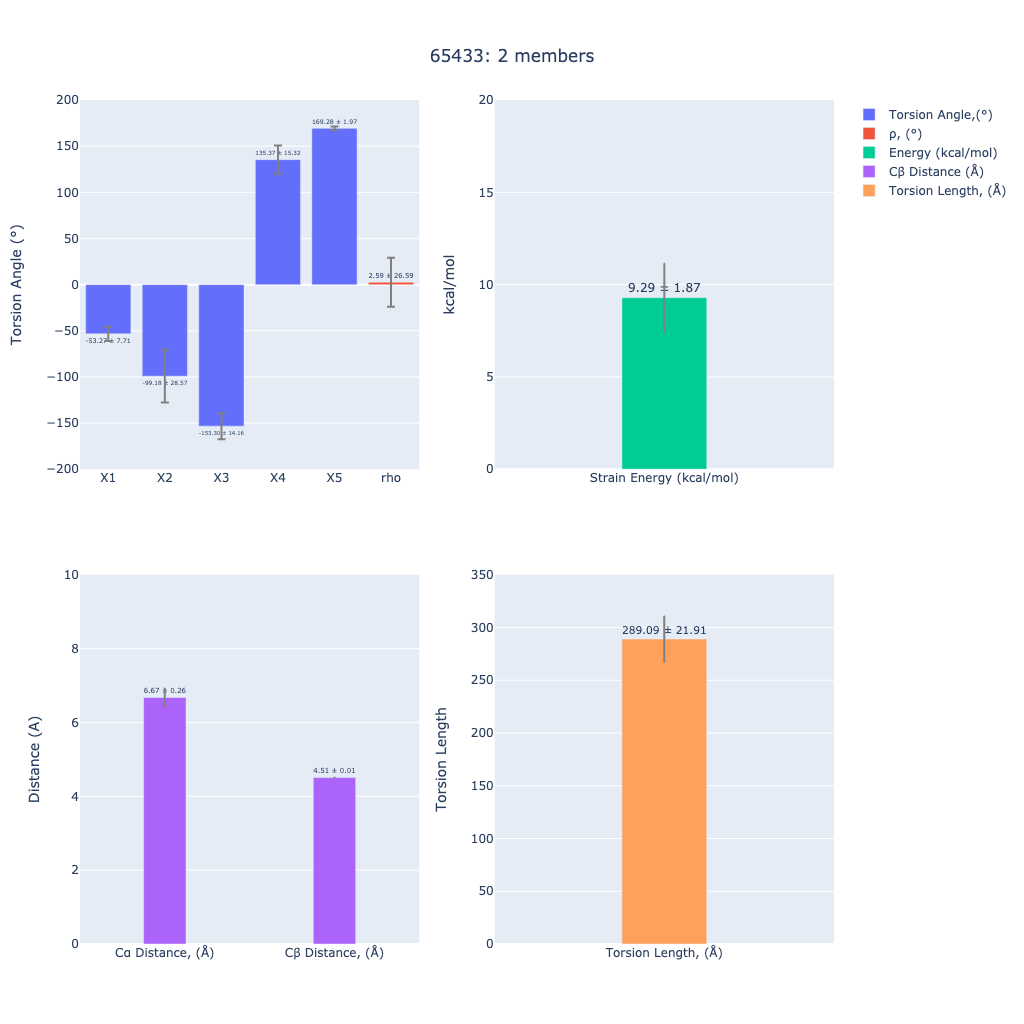 65433: 2 members
200
150
100
50
0
−50
−100
−150
−200
Torsion Angle (°)
-53.27 ± 7.71
-99.18 ± 28.57
-153.30 ± 14.16
135.37 ± 15.32
169.28 ± 1.97
2.59 ± 26.59
X1 X2 X3 X4 X5 rho
20
15
10
5
0
kcal/mol
9.29 ± 1.87
Strain Energy (kcal/mol)
Torsion Angle,(°)
ρ, (°)
Energy (kcal/mol)
Cβ Distance (Å)
Torsion Length, (Å)
10
8
6
4
2
0
Distance (A)
6.67 ± 0.26
4.51 ± 0.01
Cα Distance, (Å) Cβ Distance, (Å)
350
300
250
200
150
100
50
0
Torsion Length
289.09 ± 21.91
Torsion Length, (Å)